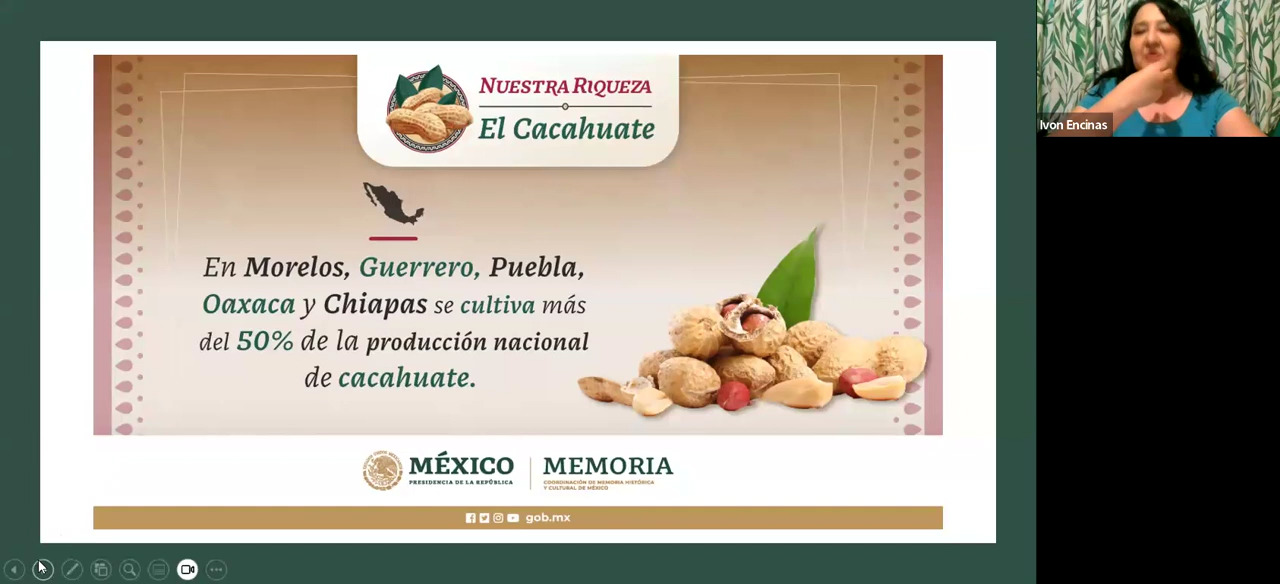 NUESTRA RIQUEZA
El Cacahuate
Ivon Encinas
En Morelos, Guerrero, Puebla,
Oaxaca y Chiapas se cultiva más
del 50% de la producción nacional
de cacahuate.
MÉXICO
PRESIDENCIA DE LA REPÚBLICA
MEMORIA
COORDINACIÓN DE MEMORIA HISTÓRICA
Y CULTURAL DE MÉXICO
gob.mx